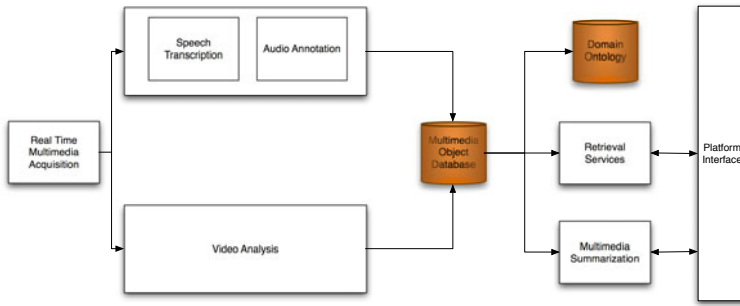 Speech
Transcription
Audio Annotation
Domain
Ontology
Real Time
Multimedia
Acquisition
Multimedia
Object
Database
Retrieval
Services
Platform
Interface
Video Analysis
Multimedia
Summarization